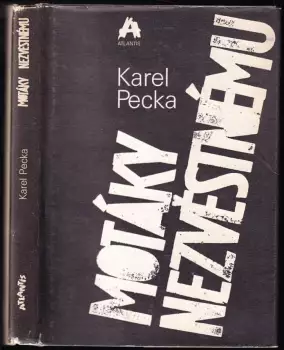 MOTÁKY NEZVĚSTNÉMU
Karel Pecka
ATLANTIS
ATLANTIS
Karel
Pecka
MOTÁKY
NEZVĚSTNÉMU